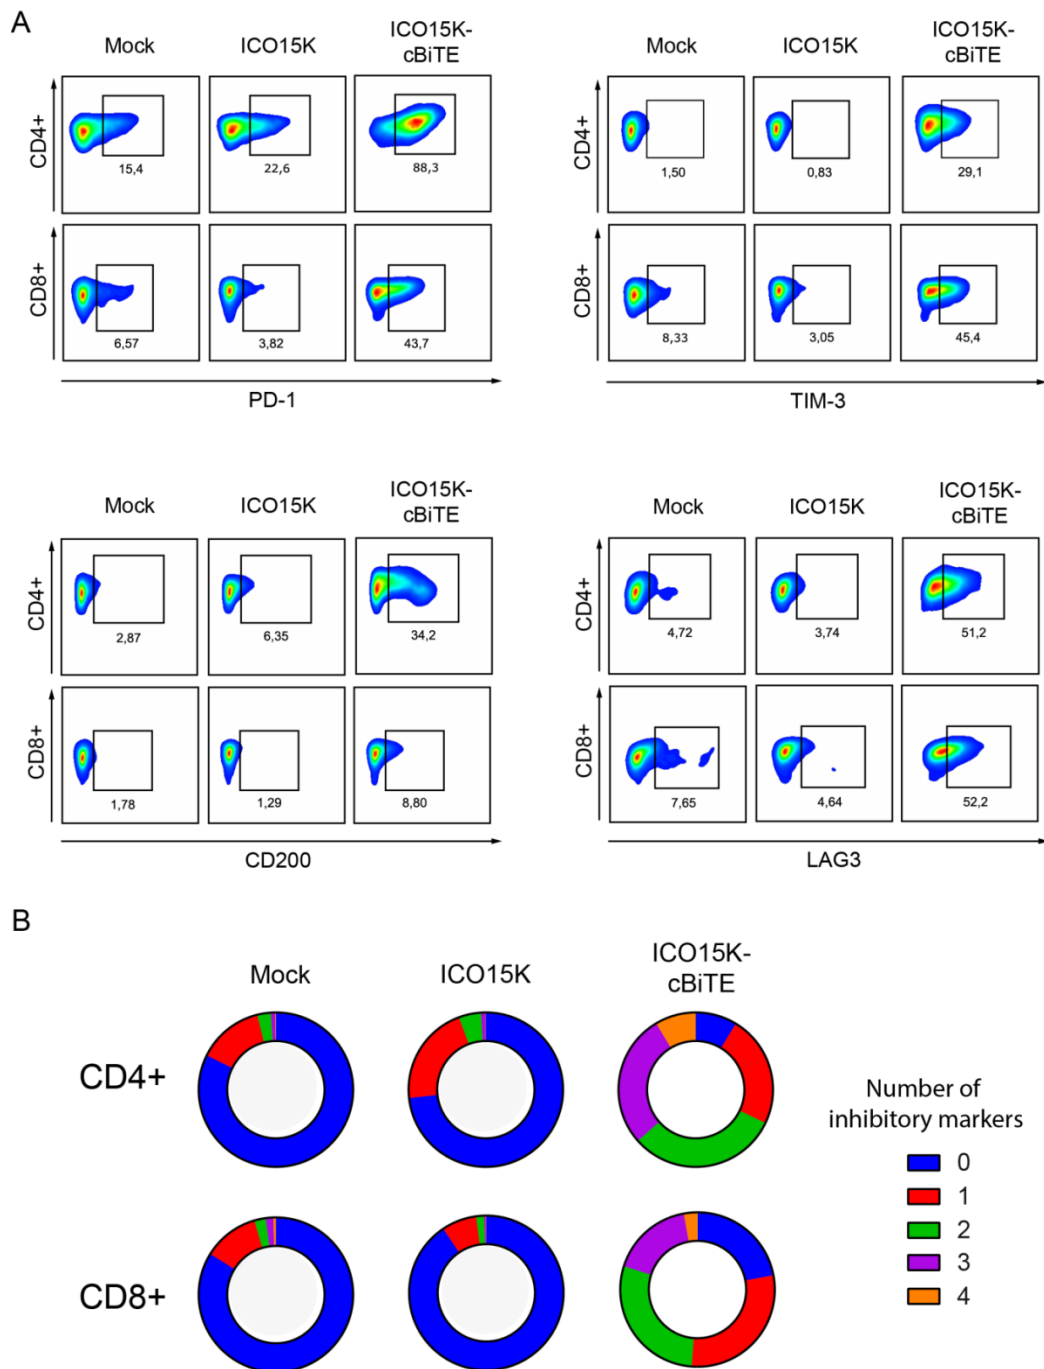 A
Mock ICO15K ICO15K-
cBiTE
CD4+
15,4 22,6 88,3
CD8+
6,57 3,82 43,7
PD-1
Mock ICO15K ICO15K-
cBiTE
CD4+
1,50 0,83 29,1
CD8+
8,33 3,05 45,4
TIM-3
Mock ICO15K ICO15K-
cBiTE
CD4+
2,87 6,35 34,2
CD8+
1,78 1,29 8,80
CD200
Mock ICO15K ICO15K-
cBiTE
CD4+
4,72 3,74 51,2
CD8+
7,65 4,64 52,2
LAG3
B
Mock ICO15K ICO15K-
cBiTE
CD4+
CD8+
Number of
inhibitory markers
0
1
2
3
4